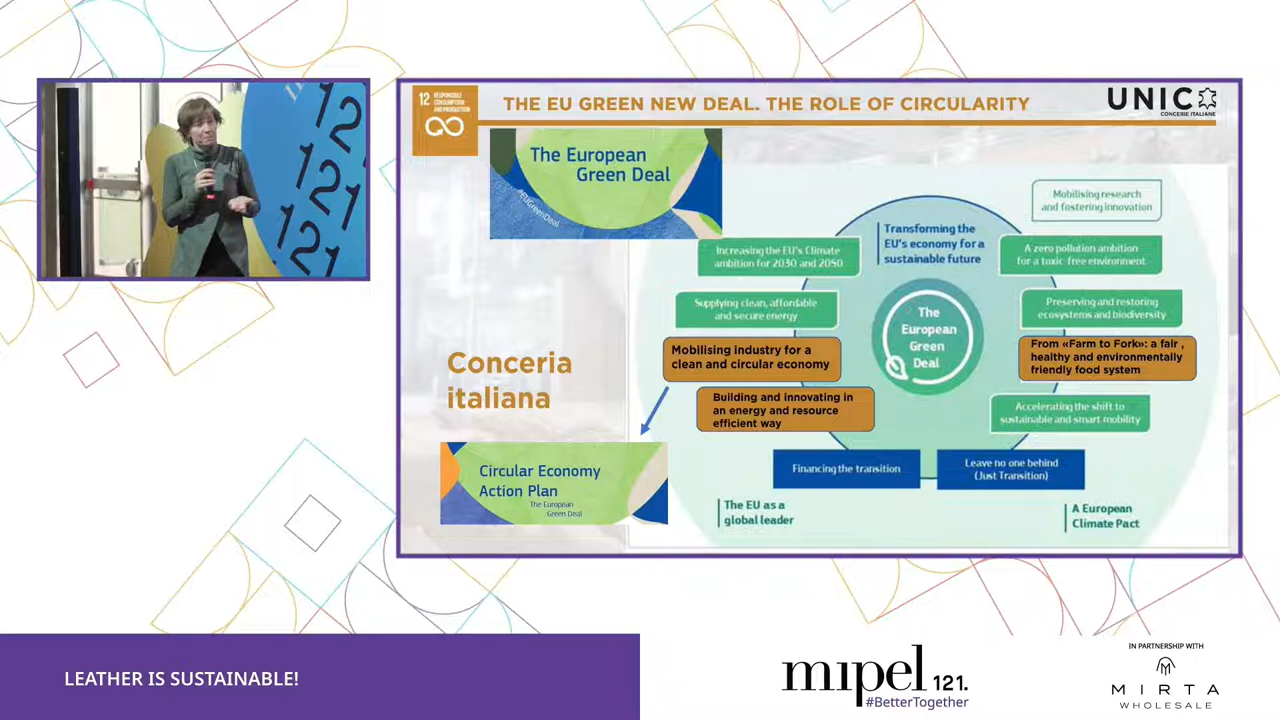 121
121
121
12 RESPONSIBLE
CONSUMPTION
AND PRODUCTION
THE EU GREEN NEW DEAL. THE ROLE OF CIRCULARITY
UNIC
CONCERIE ITALIANE
The European
Green Deal
#EUGreenDeal
Mobilising research
and fostering innovation
Transforming the
EU's economy for a
sustainable future
Increasing the EU's Climate
ambition for 2030 and 2050
A zero pollution ambition
for a toxic-free environment
Supplying clean, affordable
and secure energy
Preserving and restoring
ecosystems and biodiversity
The
European
Green
Deal
Mobilising industry for a
clean and circular economy
From «Farm to Fork»: a fair ,
healthy and environmentally
friendly food system
Conceria
italiana
Building and innovating in
an energy and resource
efficient way
Accelerating the shift to
sustainable and smart mobility
Circular Economy
Action Plan
The European
Green Deal
Financing the transition
Leave no one behind
(Just Transition)
The EU as a
global leader
A European
Climate Pact
LEATHER IS SUSTAINABLE!
mipel 121.
#BetterTogether
IN PARTNERSHIP WITH
MIRTA
WHOLESALE